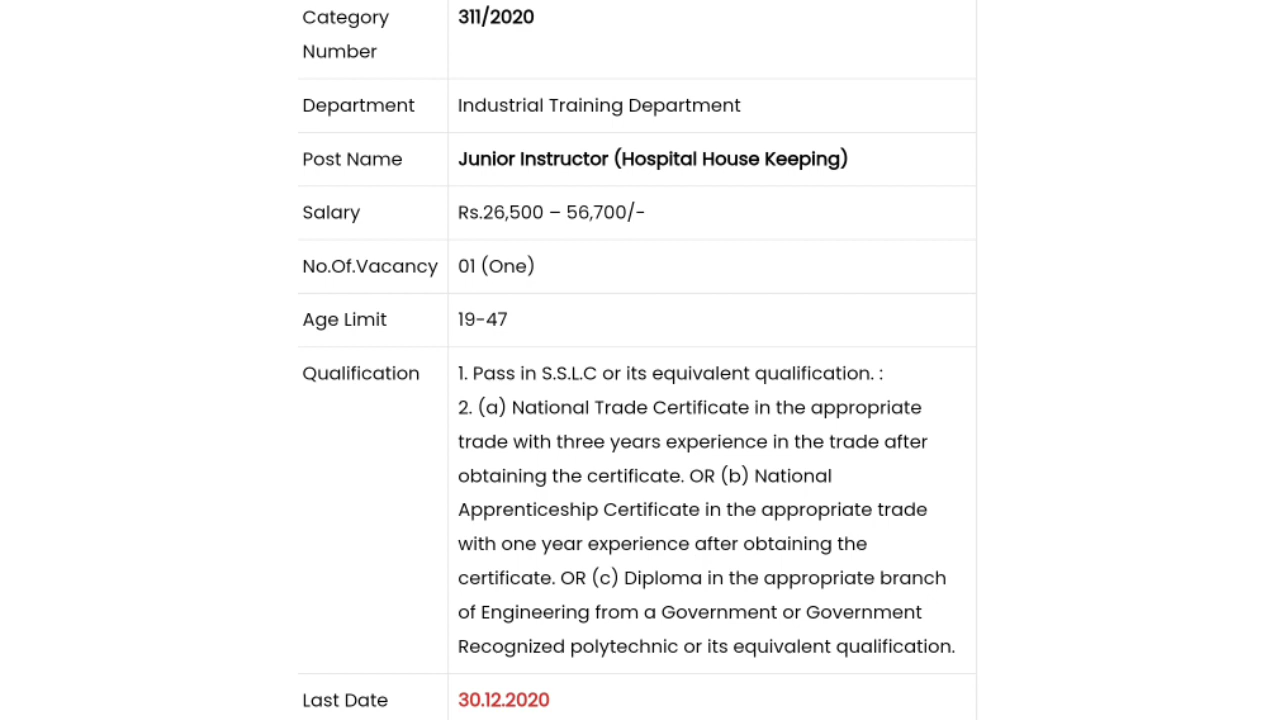 Category 311/2020
Number
Department Industrial Training Department
Post Name Junior Instructor (Hospital House Keeping)
Salary Rs.26,500 – 56,700/-
No.Of.Vacancy 01 (One)
Age Limit 19-47
Qualification 1. Pass in S.S.L.C or its equivalent qualification. :
2. (a) National Trade Certificate in the appropriate
trade with three years experience in the trade after
obtaining the certificate. OR (b) National
Apprenticeship Certificate in the appropriate trade
with one year experience after obtaining the
certificate. OR (c) Diploma in the appropriate branch
of Engineering from a Government or Government
Recognized polytechnic or its equivalent qualification.
Last Date 30.12.2020